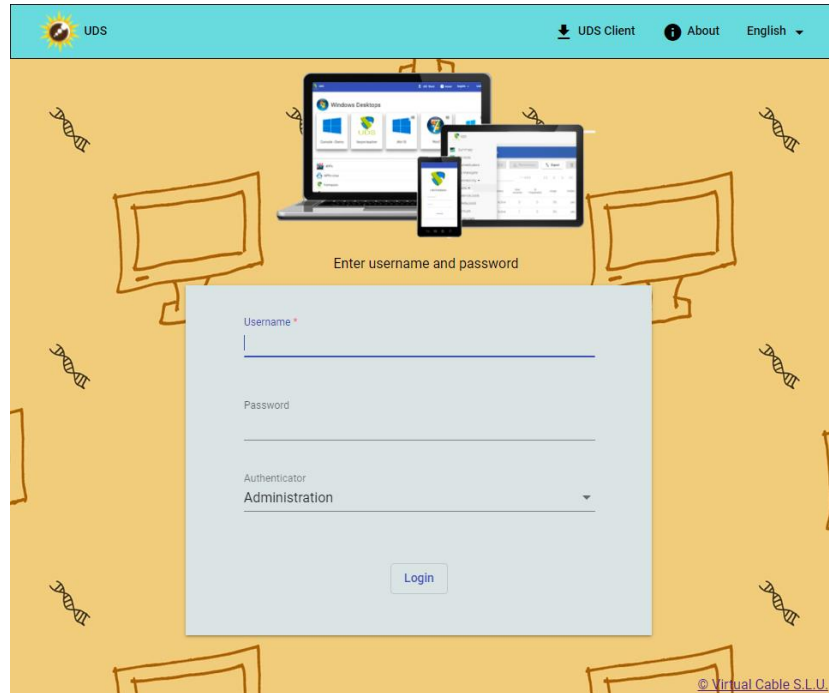 UDS
UDS Client
About
English
Windows Desktops
Enter username and password
Username *
Password
Authenticator
Administration
Login
© Virtual Cable S.L.U.